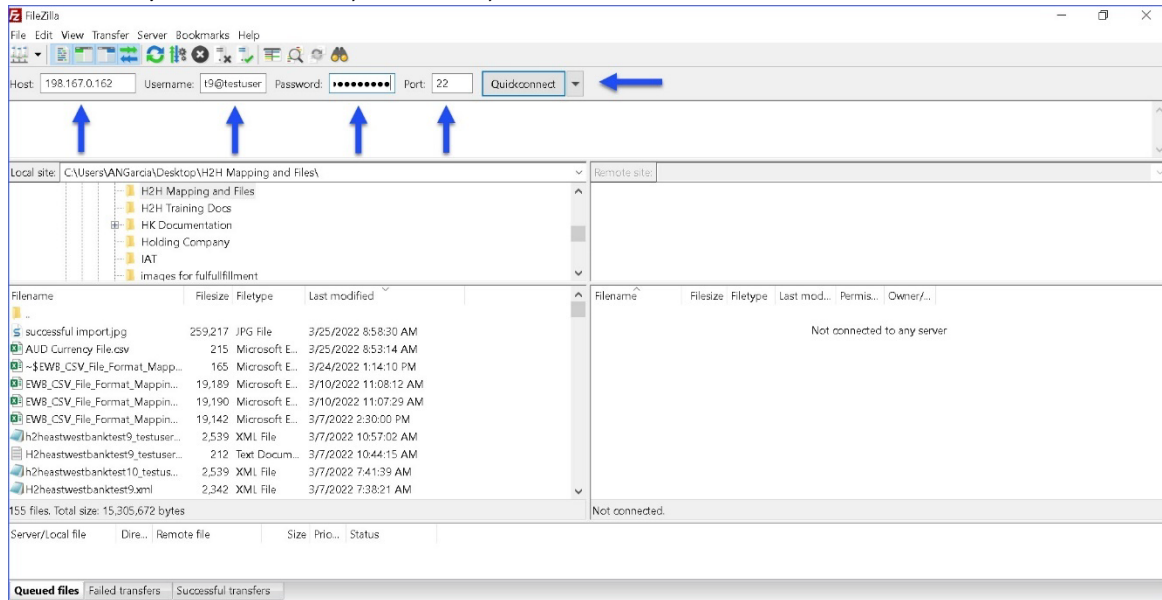 FileZilla
File Edit View Transfer Server Bookmarks Help
Host: 198.167.0.162 Username: t9@testuser Password: ●●●●●●●●● Port: 22 Quickconnect
Local site: C:\Users\ANGarcia\Desktop\H2H Mapping and Files\ Remote site:
H2H Mapping and Files
H2H Training Docs
HK Documentation
Holding Company
IAT
images for fulfullfillment
Filename Filesize Filetype Last modified Filename Filesize Filetype Last mod... Permis... Owner/...
..
successful import.jpg 259,217 JPG File 3/25/2022 8:58:30 AM Not connected to any server
AUD Currency File.csv 215 Microsoft E... 3/25/2022 8:53:14 AM
~$EWB_CSV_File_Format_Mapp... 165 Microsoft E... 3/24/2022 1:14:10 PM
EWB_CSV_File_Format_Mappin... 19,189 Microsoft E... 3/10/2022 11:08:12 AM
EWB_CSV_File_Format_Mappin... 19,190 Microsoft E... 3/10/2022 11:07:29 AM
EWB_CSV_File_Format_Mappin... 19,142 Microsoft E... 3/7/2022 2:30:00 PM
h2heastwestbanktest9_testuser... 2,539 XML File 3/7/2022 10:57:02 AM
H2heastwestbanktest9_testuser... 212 Text Docum... 3/7/2022 10:44:15 AM
h2heastwestbanktest10_testus... 2,539 XML File 3/7/2022 7:41:39 AM
H2heastwestbanktest9.xml 2,342 XML File 3/7/2022 7:38:21 AM
155 files. Total size: 15,305,672 bytes Not connected.
Server/Local file Dire... Remote file Size Prio... Status
Queued files Failed transfers Successful transfers